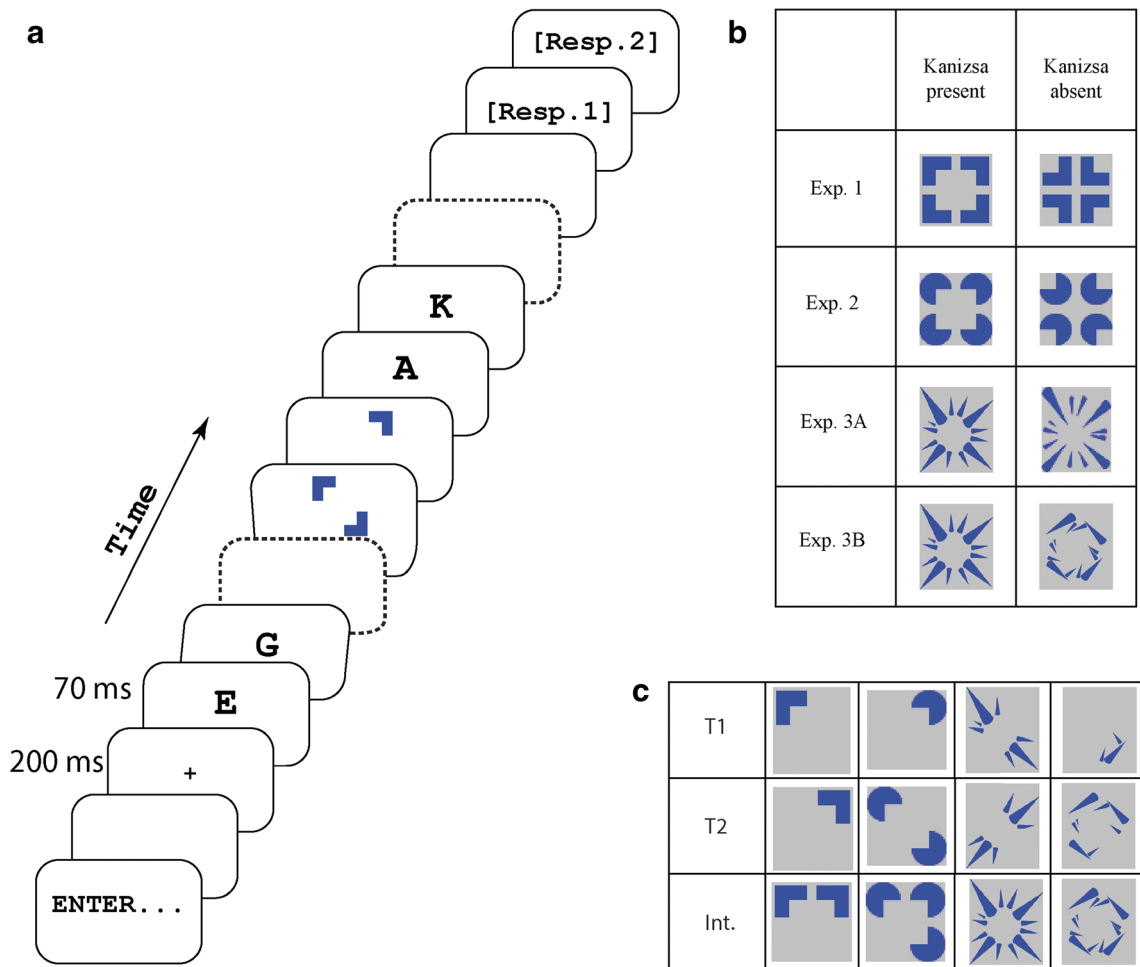 a
[Resp.2]
[Resp.1]
K
A
Time
G
70 ms
E
200 ms
+
ENTER...
b
Kanizsa present
Kanizsa absent
Exp. 1
Exp. 2
Exp. 3A
Exp. 3B
c
T1
T2
Int.